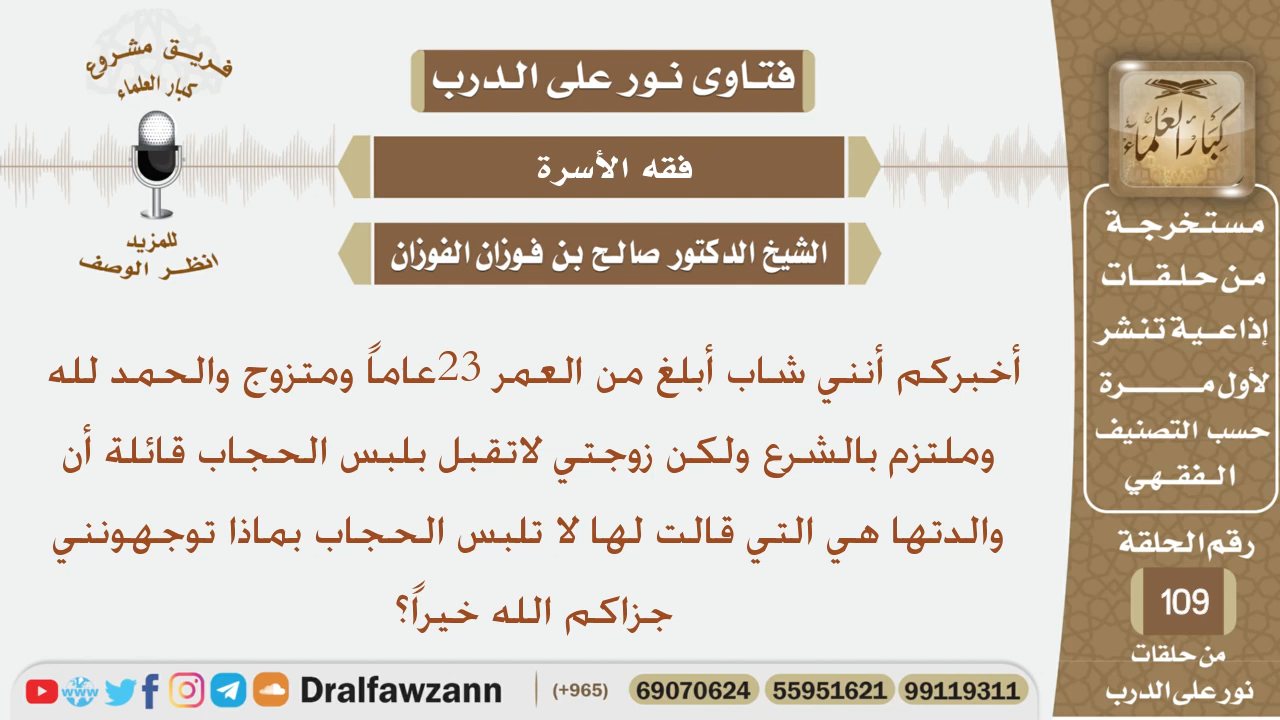 فريق مشروع
كبار العلماء
للمزيد
انظر الوصف
فتاوى نور على الدرب
فقه الأسرة
الشيخ الدكتور صالح بن فوزان الفوزان
أخبركم أنني شاب أبلغ من العمر 23عاماً ومتزوج والحمد لله
وملتزم بالشرع ولكن زوجتي لاتقبل بلبس الحجاب قائلة أن
والدتها هي التي قالت لها لا تلبس الحجاب بماذا توجهونني
جزاكم الله خيراً؟
كبار العلماء
مستخرجة
من حلقات
إذاعية تنشر
لأول مرة
حسب التصنيف
الفقهي
رقم الحلقة
109
من حلقات
نور على الدرب
www
Dralfawzann
(+965)
69070624
55951621
99119311